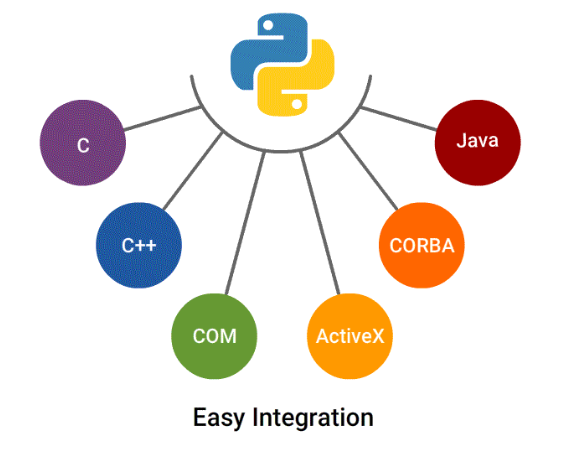 C
Java
C++
CORBA
COM
ActiveX
Easy Integration